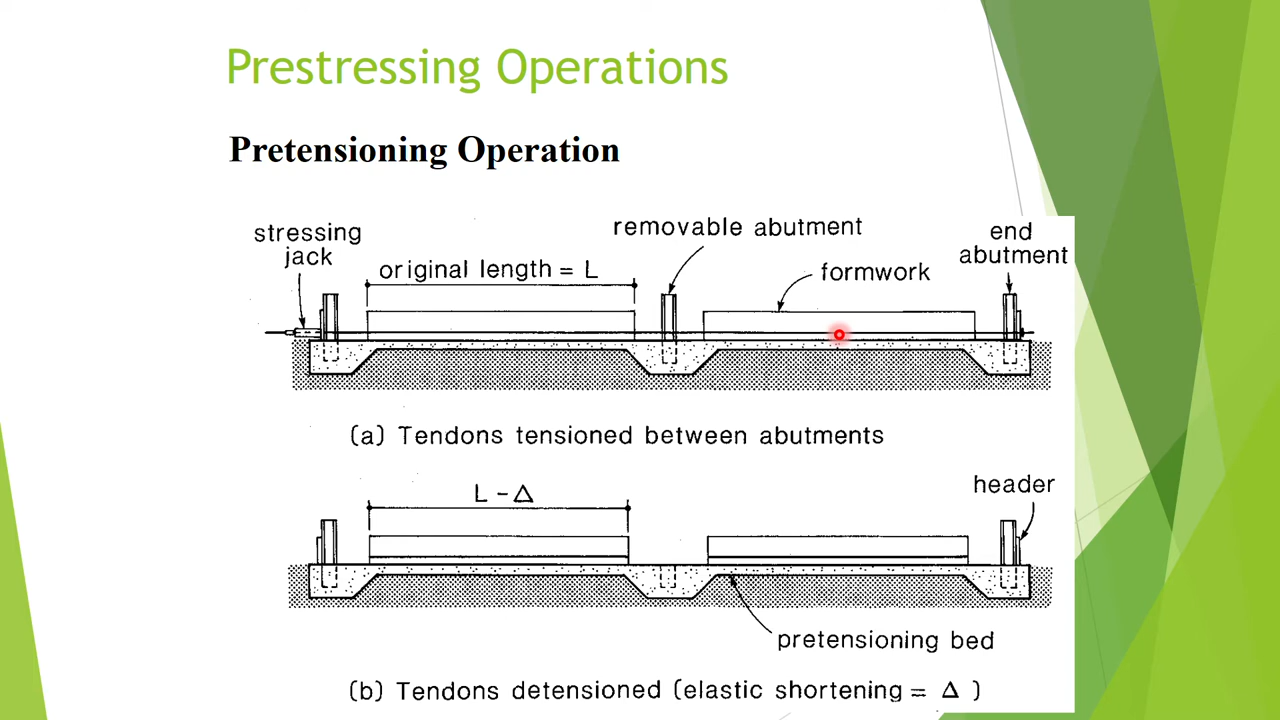 Prestressing Operations
Pretensioning Operation
stressing
jack
original length = L
removable abutment
formwork
end
abutment
(a) Tendons tensioned between abutments
L - Δ
header
pretensioning bed
(b) Tendons detensioned (elastic shortening = Δ )